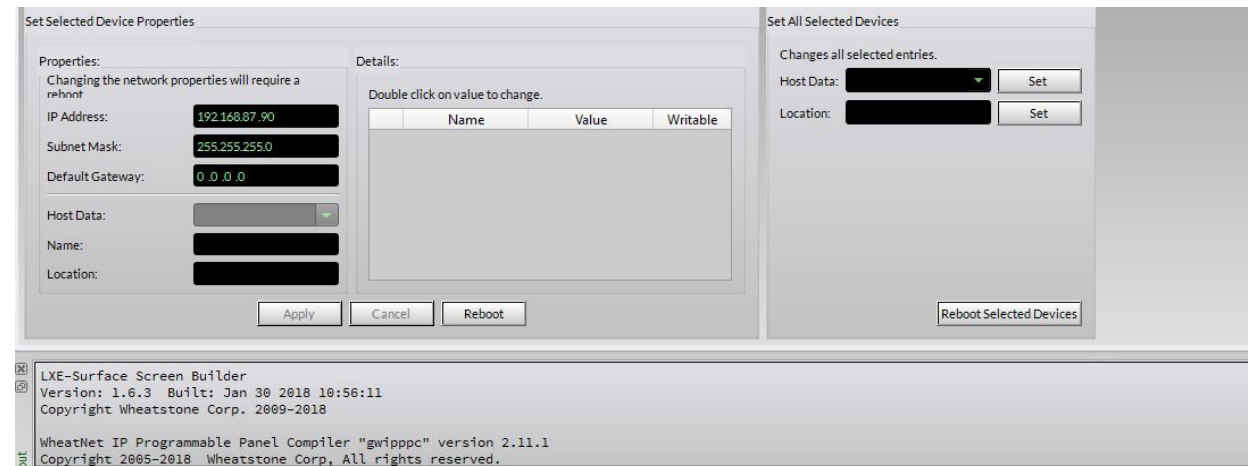 Set Selected Device Properties
Properties:
Changing the network properties will require a
reboot
IP Address:
192.168.87.90
Subnet Mask:
255.255.255.0
Default Gateway:
0.0.0.0
Host Data:
Name:
Location:
Details:
Double click on value to change.
Name Value Writable
Apply Cancel Reboot
Set All Selected Devices
Changes all selected entries.
Host Data: Set
Location: Set
Reboot Selected Devices
LXE-Surface Screen Builder
Version: 1.6.3 Built: Jan 30 2018 10:56:11
Copyright Wheatstone Corp. 2009-2018
WheatNet IP Programmable Panel Compiler "gwipppc" version 2.11.1
Copyright 2005-2018 Wheatstone Corp, All rights reserved.